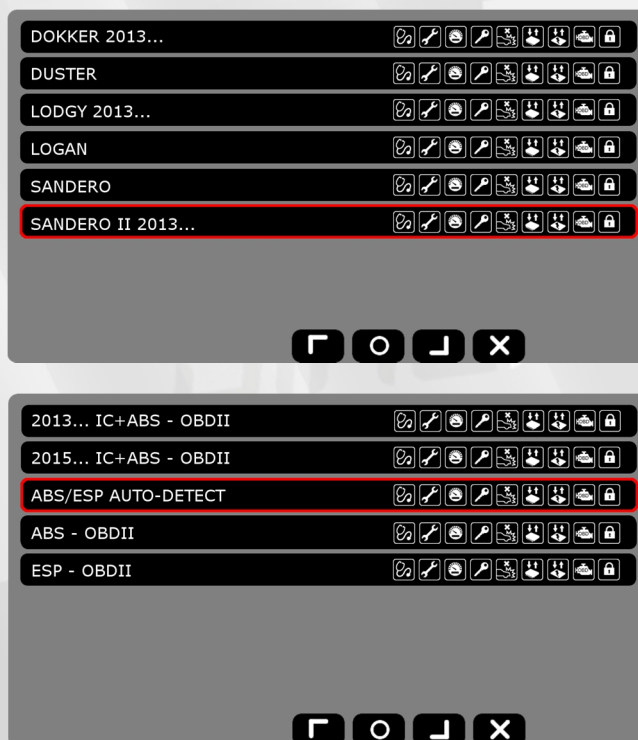 DOKKER 2013...
DUSTER
LODGY 2013...
LOGAN
SANDERO
SANDERO II 2013...
2013... IC+ABS - OBDII
2015... IC+ABS - OBDII
ABS/ESP AUTO-DETECT
ABS - OBDII
ESP - OBDII